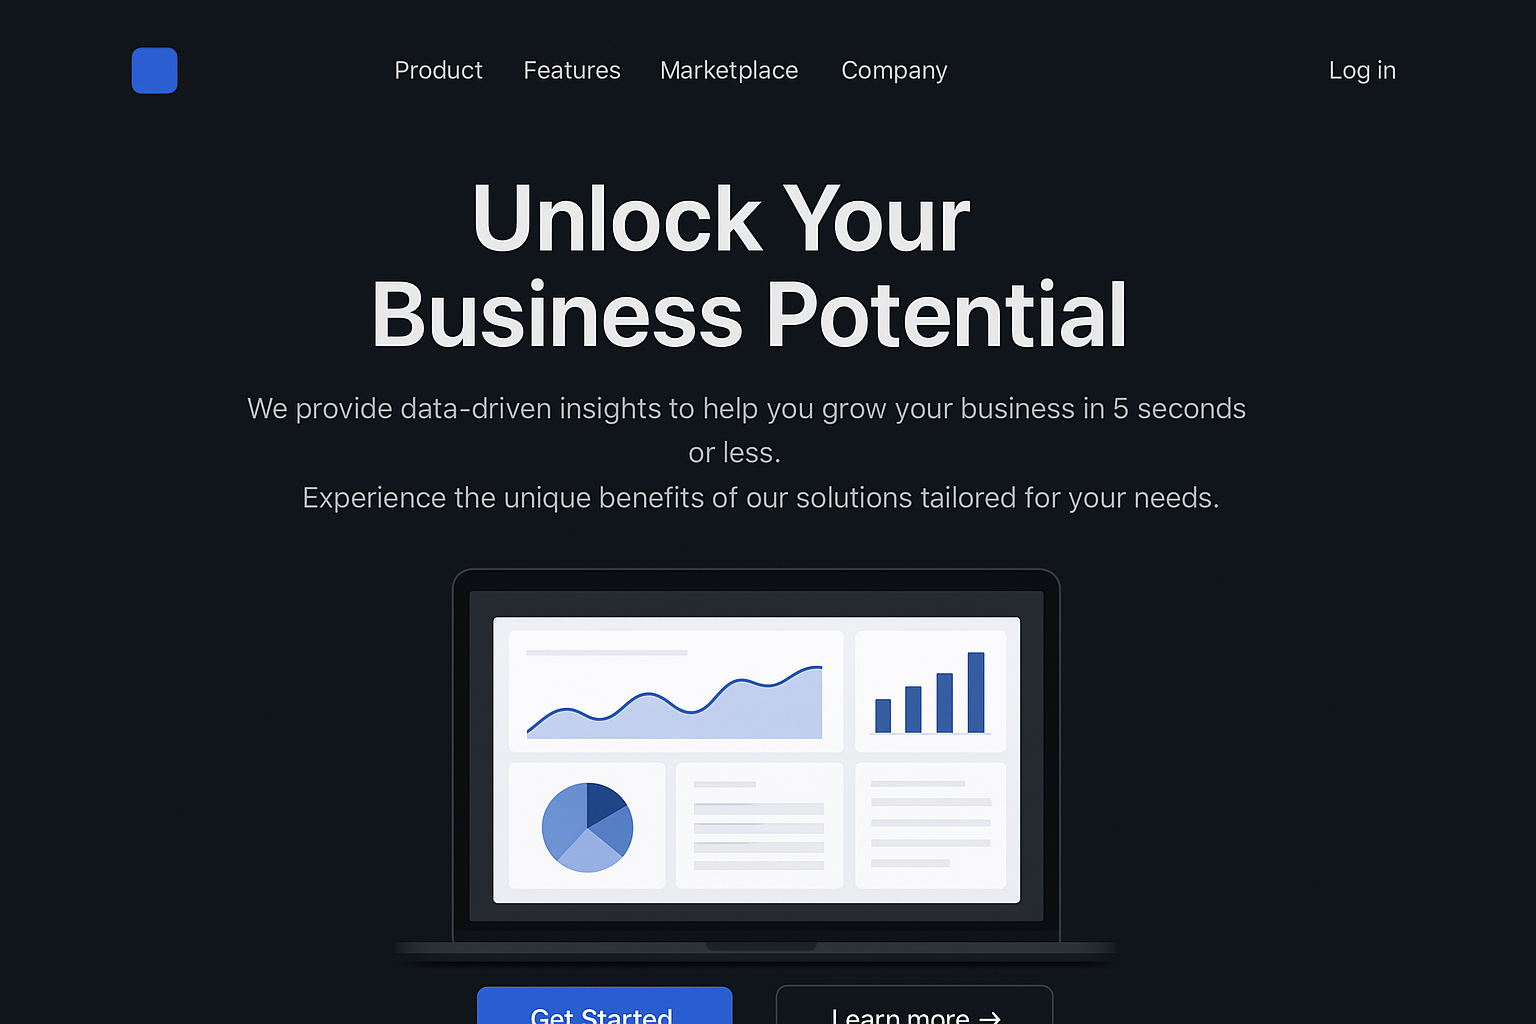 Product Features Marketplace Company Log in
Unlock Your
Business Potential
We provide data-driven insights to help you grow your business in 5 seconds
or less.
Experience the unique benefits of our solutions tailored for your needs.
Get Started Learn more →